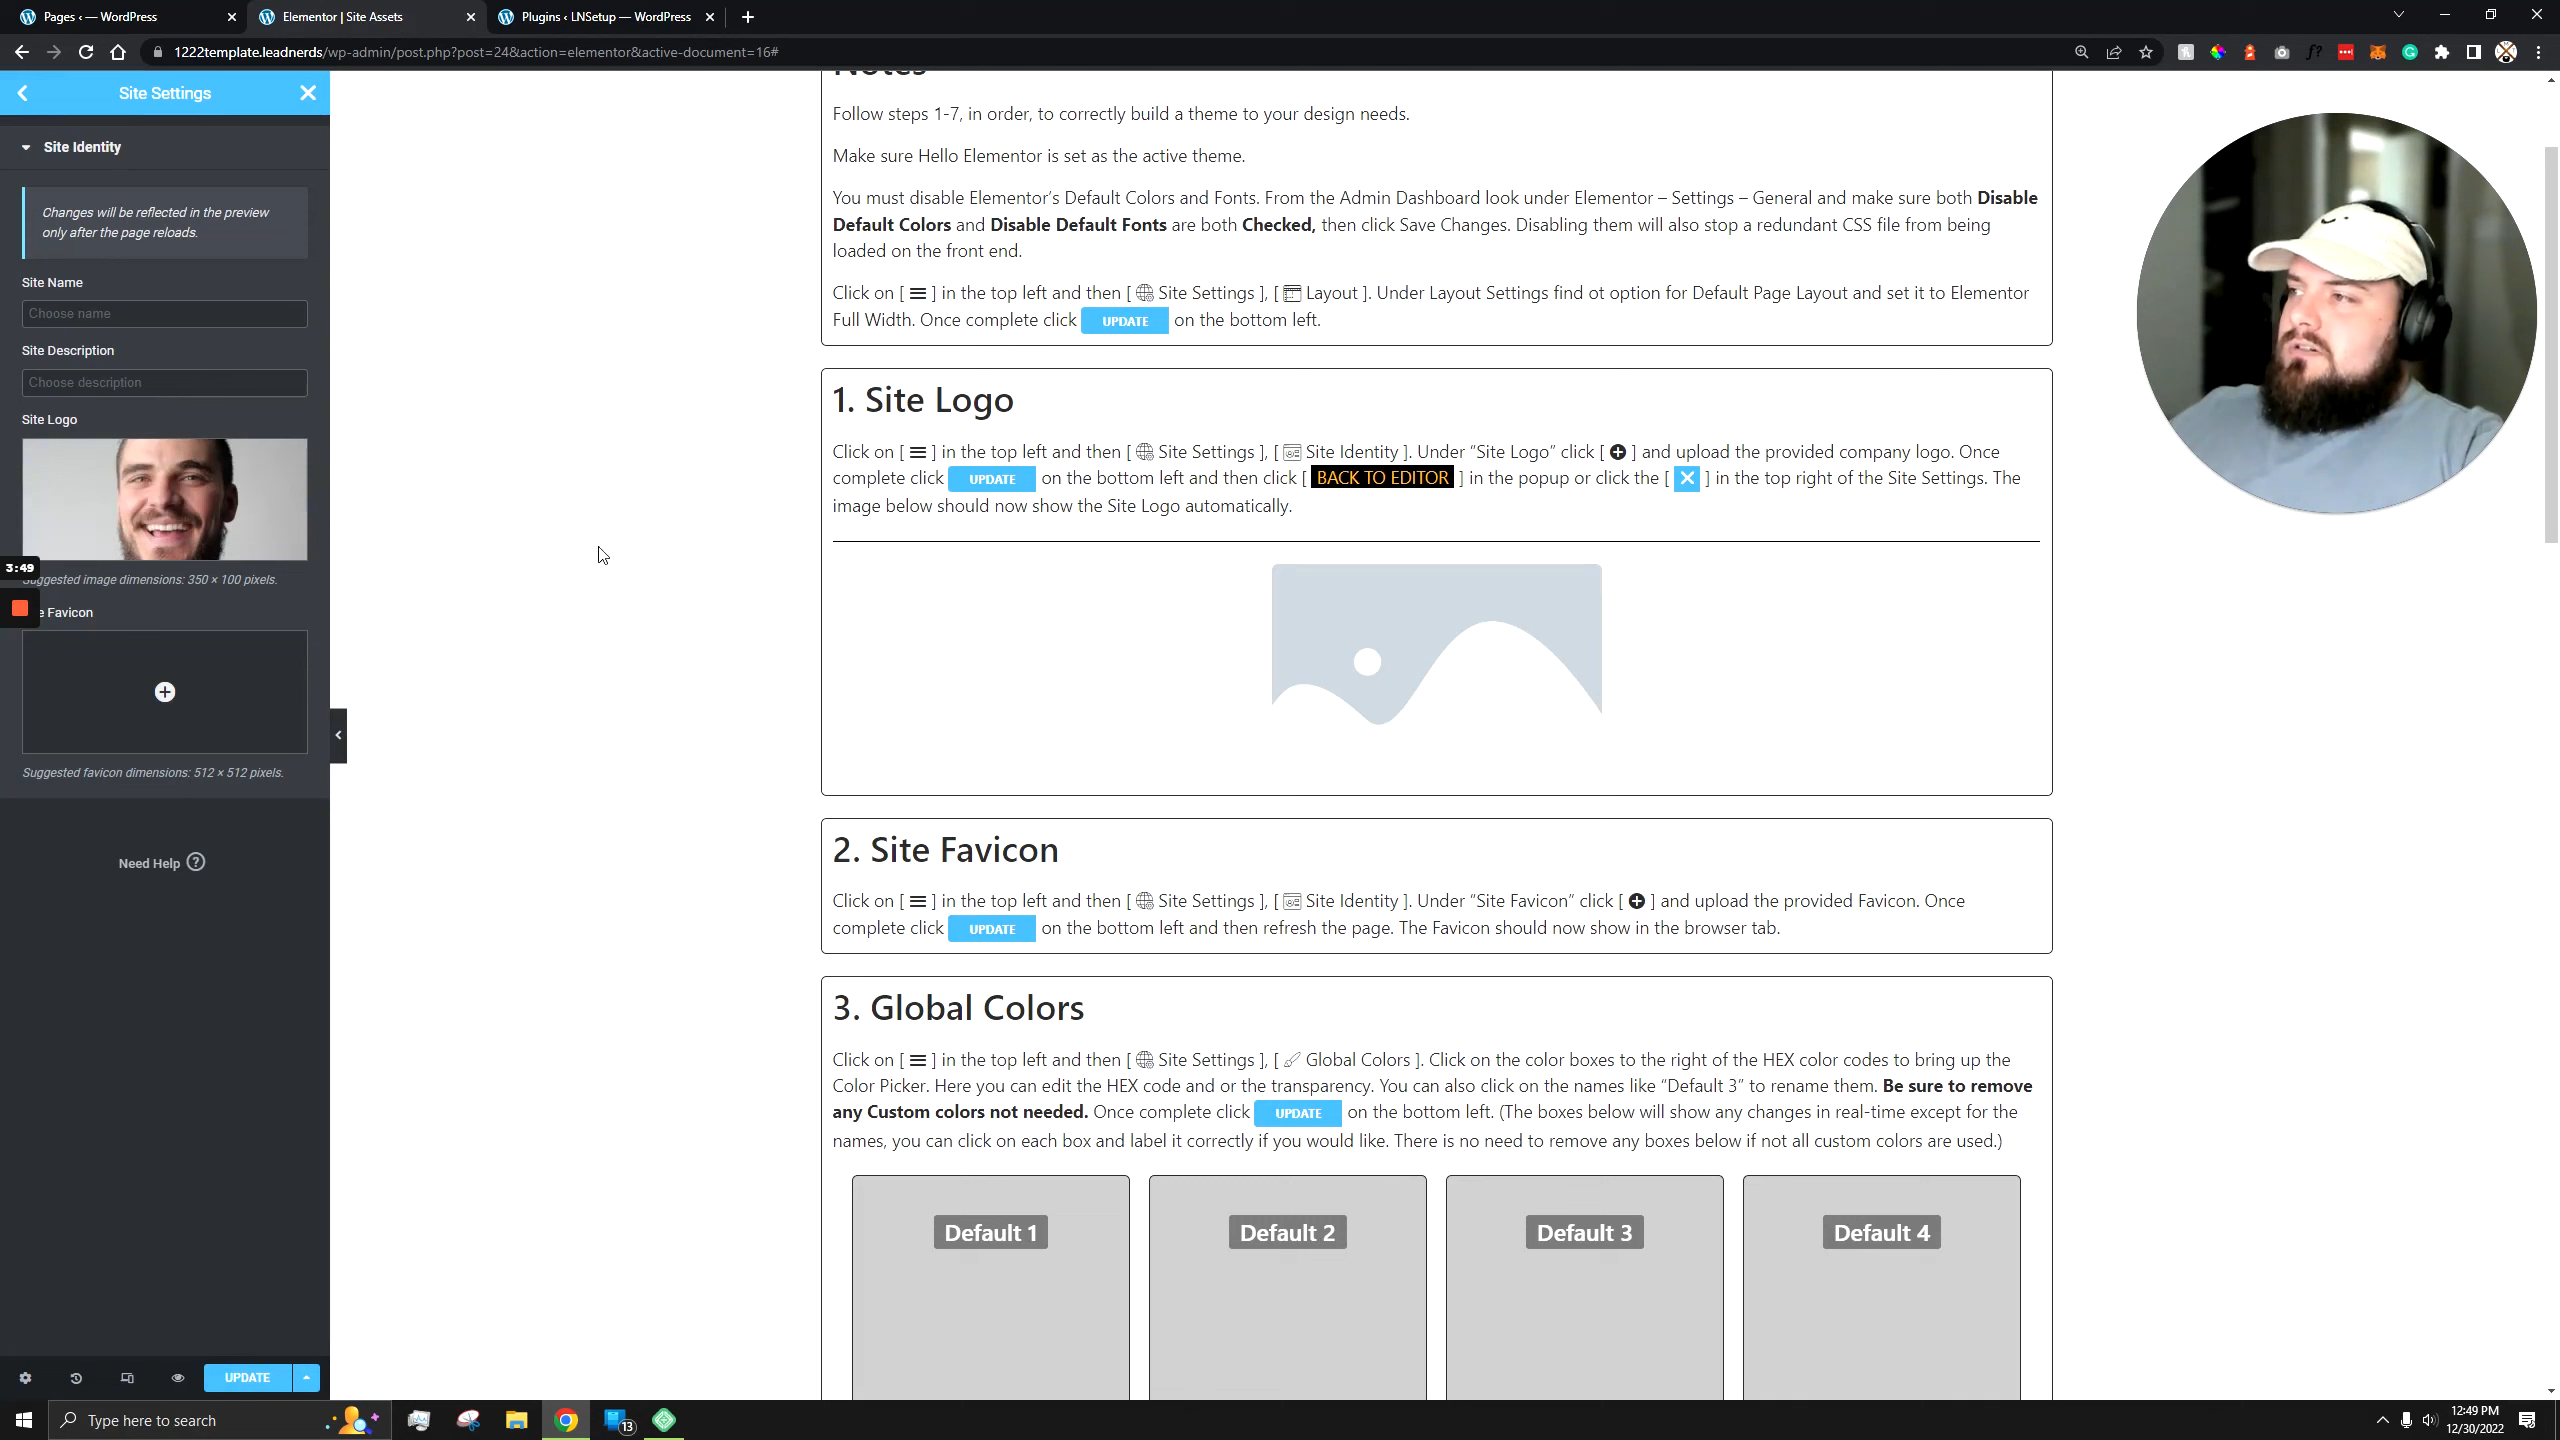 Pages ‹ — WordPress
Elementor | Site Assets
Plugins ‹ LNSetup — WordPress
1222template.leadnerds/wp-admin/post.php?post=24&action=elementor&active-document=16#
Site Settings
Site Identity
Changes will be reflected in the preview
only after the page reloads.
Site Name
Choose name
Site Description
Choose description
Site Logo
3:49
Suggested image dimensions: 350 × 100 pixels.
e Favicon
Suggested favicon dimensions: 512 × 512 pixels.
Need Help
UPDATE
Notes
Follow steps 1-7, in order, to correctly build a theme to your design needs.
Make sure Hello Elementor is set as the active theme.
You must disable Elementor’s Default Colors and Fonts. From the Admin Dashboard look under Elementor – Settings – General and make sure both Disable
Default Colors and Disable Default Fonts are both Checked, then click Save Changes. Disabling them will also stop a redundant CSS file from being
loaded on the front end.
Click on [ ] in the top left and then [ Site Settings ], [ Layout ]. Under Layout Settings find ot option for Default Page Layout and set it to Elementor
Full Width. Once complete click UPDATE on the bottom left.
1. Site Logo
Click on [ ] in the top left and then [ Site Settings ], [ Site Identity ]. Under “Site Logo” click [ ] and upload the provided company logo. Once
complete click UPDATE on the bottom left and then click [ BACK TO EDITOR ] in the popup or click the [ ] in the top right of the Site Settings. The
image below should now show the Site Logo automatically.
2. Site Favicon
Click on [ ] in the top left and then [ Site Settings ], [ Site Identity ]. Under “Site Favicon” click [ ] and upload the provided Favicon. Once
complete click UPDATE on the bottom left and then refresh the page. The Favicon should now show in the browser tab.
3. Global Colors
Click on [ ] in the top left and then [ Site Settings ], [ Global Colors ]. Click on the color boxes to the right of the HEX color codes to bring up the
Color Picker. Here you can edit the HEX code and or the transparency. You can also click on the names like “Default 3” to rename them. Be sure to remove
any Custom colors not needed. Once complete click UPDATE on the bottom left. (The boxes below will show any changes in real-time except for the
names, you can click on each box and label it correctly if you would like. There is no need to remove any boxes below if not all custom colors are used.)
Default 1
Default 2
Default 3
Default 4
Type here to search
13
12:49 PM
12/30/2022